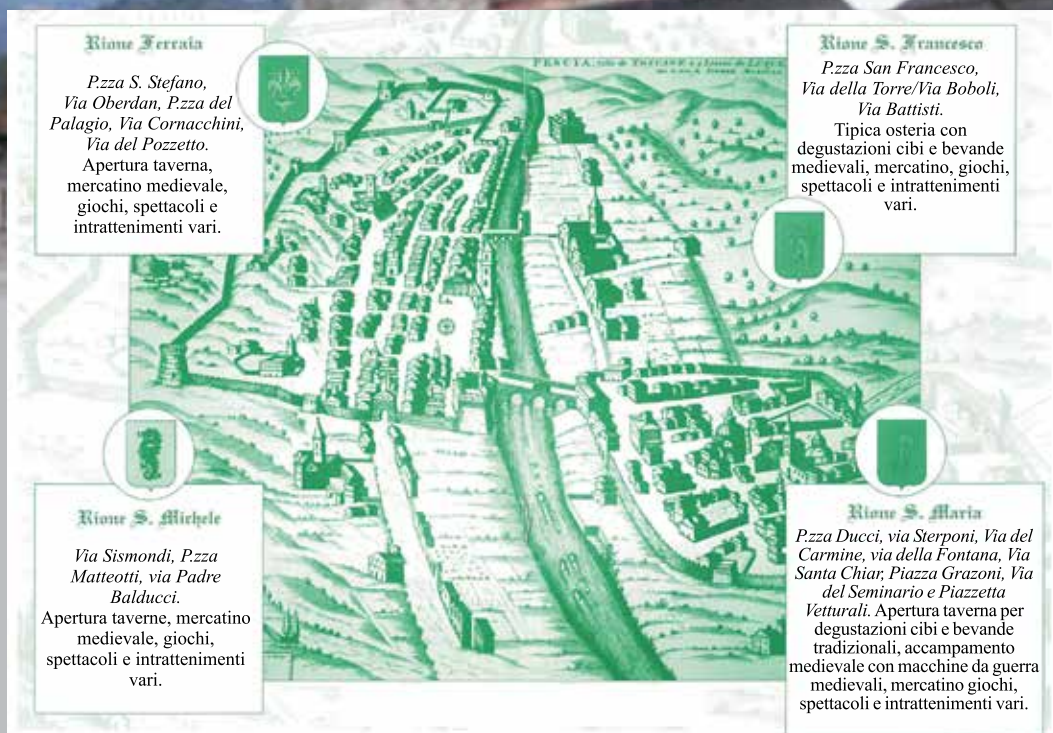 Rione Ferraia
P.zza S. Stefano,
Via Oberdan, P.zza del
Palagio, Via Cornacchini,
Via del Pozzetto.
Apertura taverna,
mercatino medievale,
giochi, spettacoli e
intrattenimenti vari.
Rione S. Francesco
P.zza San Francesco,
Via della Torre/Via Boboli,
Via Battisti.
Tipica osteria con
degustazioni cibi e bevande
medievali, mercatino, giochi,
spettacoli e intrattenimenti
vari.
PESCIA, de
Rione S. Michele
Via Sismondi, P.zza
Matteotti, via Padre
Balducci.
Apertura taverne, mercatino
medievale, giochi,
spettacoli e intrattenimenti
vari.
Rione S. Maria
P.zza Ducci, via Sterponi, Via del
Carmine, via della Fontana, Via
Santa Chiar, Piazza Grazoni, Via
del Seminario e Piazzetta
Vetturali. Apertura taverna per
degustazioni cibi e bevande
tradizionali, accampamento
medievale con macchine da guerra
medievali, mercatino giochi,
spettacoli e intrattenimenti vari.